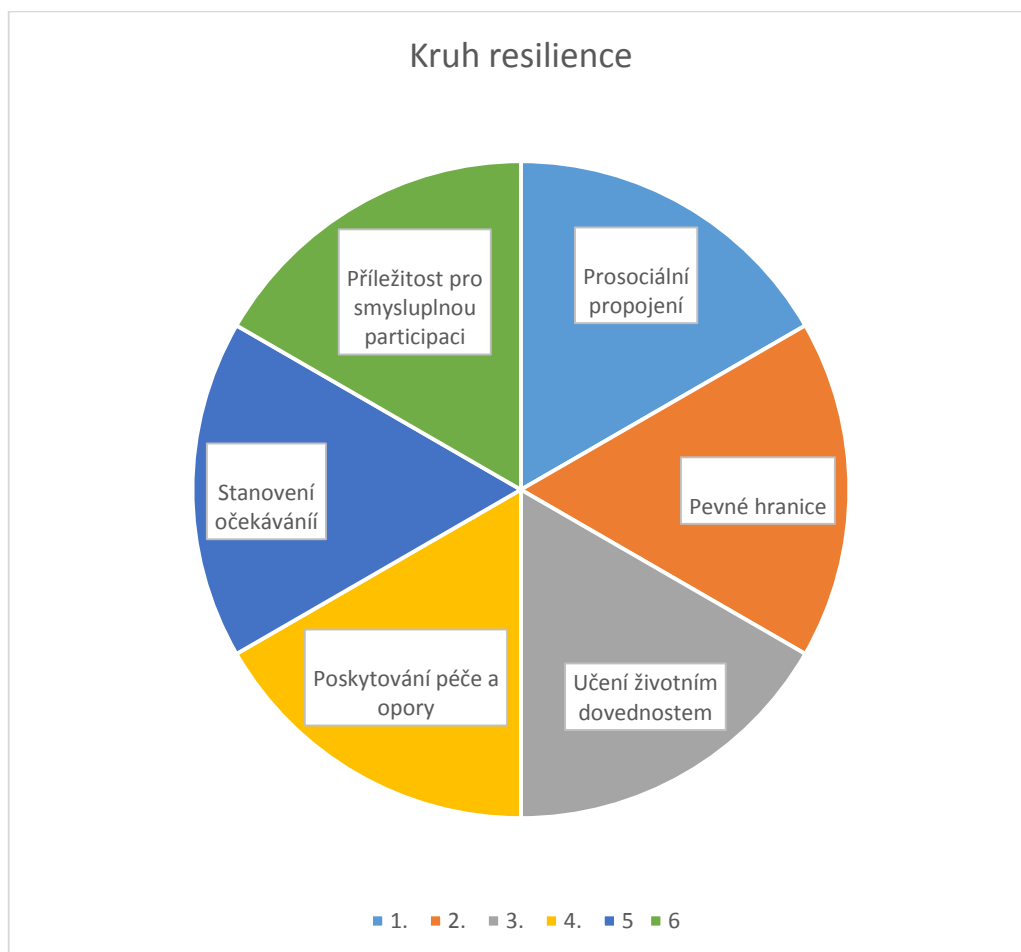 Kruh resilience
Příležitost pro
smysluplnou
participaci
Prosociální
propojení
Stanovení
očekáváníí
Pevné hranice
Poskytování péče a
opory
Učení životním
dovednostem
1. 2. 3. 4. 5 6